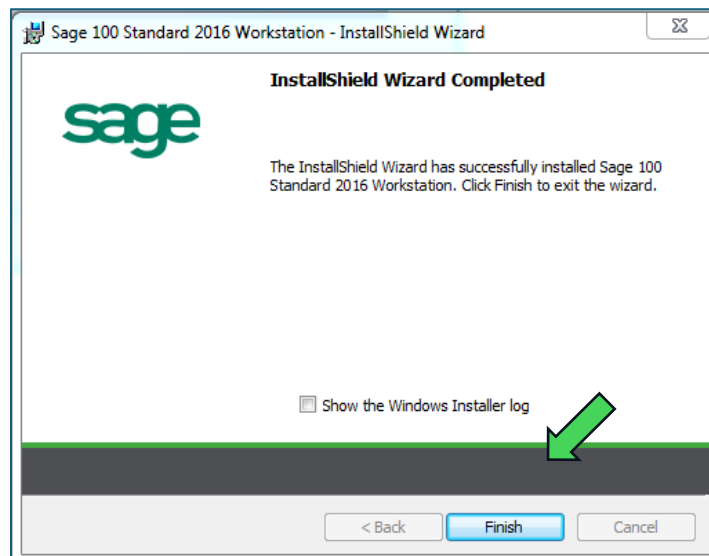 Sage 100 Standard 2016 Workstation - InstallShield Wizard
InstallShield Wizard Completed
sage
The InstallShield Wizard has successfully installed Sage 100
Standard 2016 Workstation. Click Finish to exit the wizard.
Show the Windows Installer log
< Back
Finish
Cancel